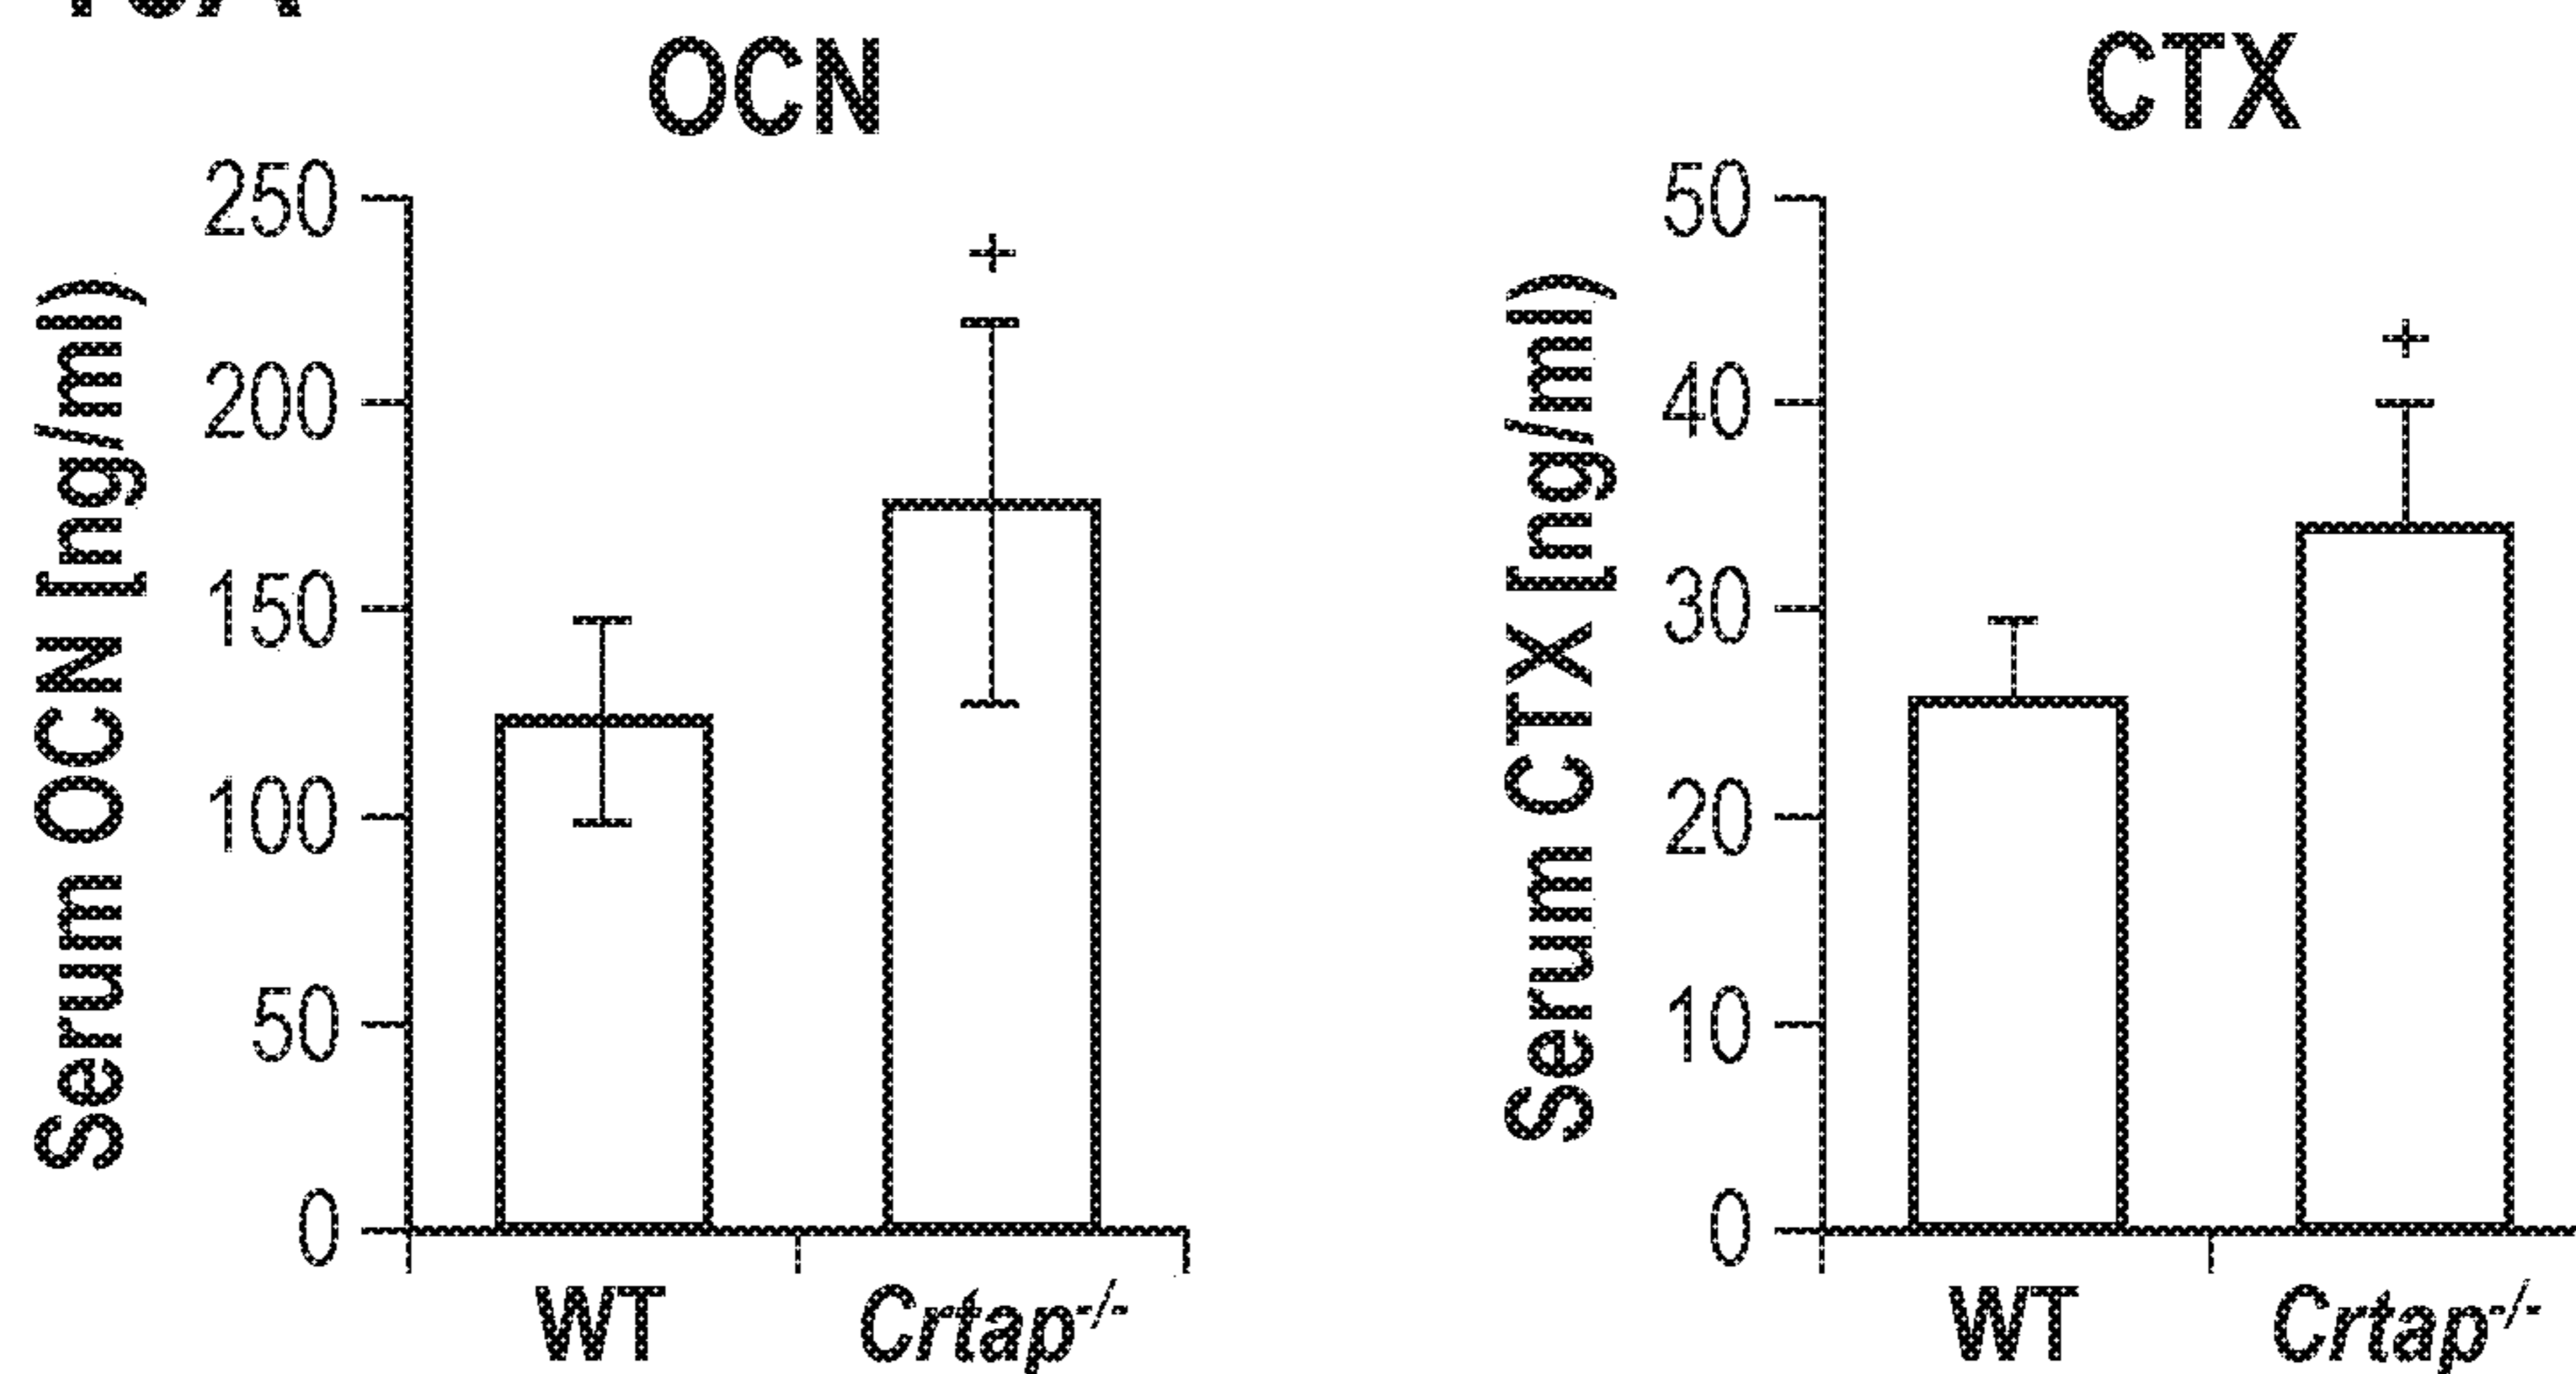 OCN
Serum OCN [ng/ml)
250
200
150
100
50
0
+
WT Crtap-/-
CTX
Serum CTX [ng/ml)
50
40
30
20
10
0
+
WT Crtap-/-